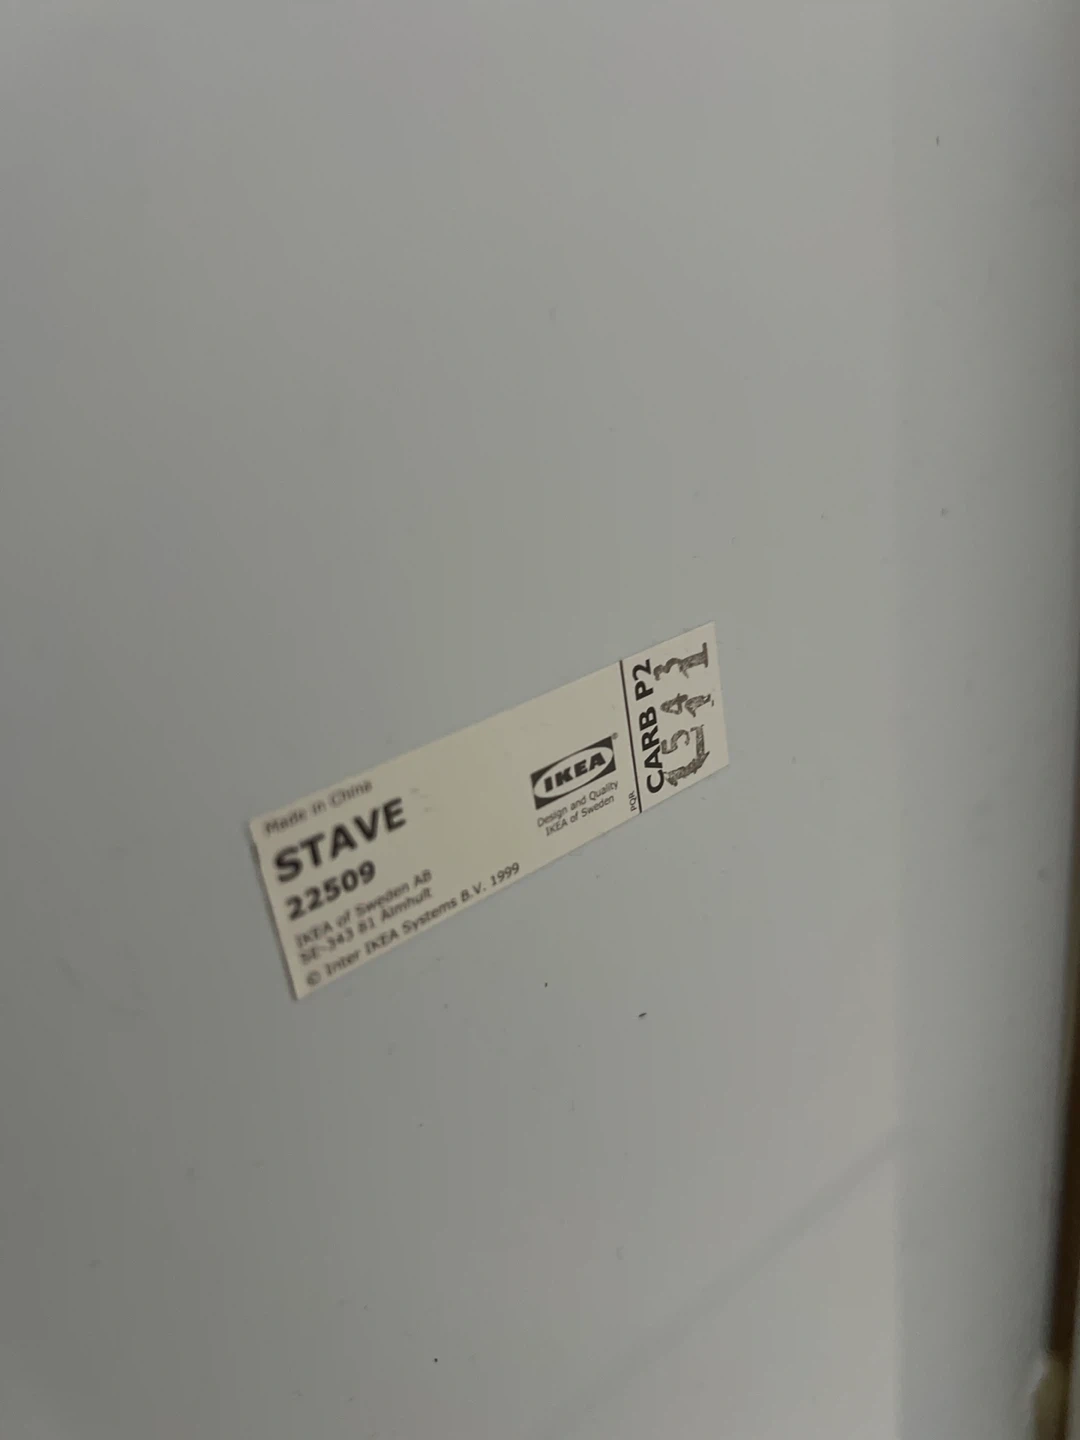 Made in China
STAVE
22509
IKEA of Sweden AB
SE-343 81 Älmhult
© Inter IKEA Systems B.V. 1999
IKEA®
Design and Quality
IKEA of Sweden
PQR
CARB P2